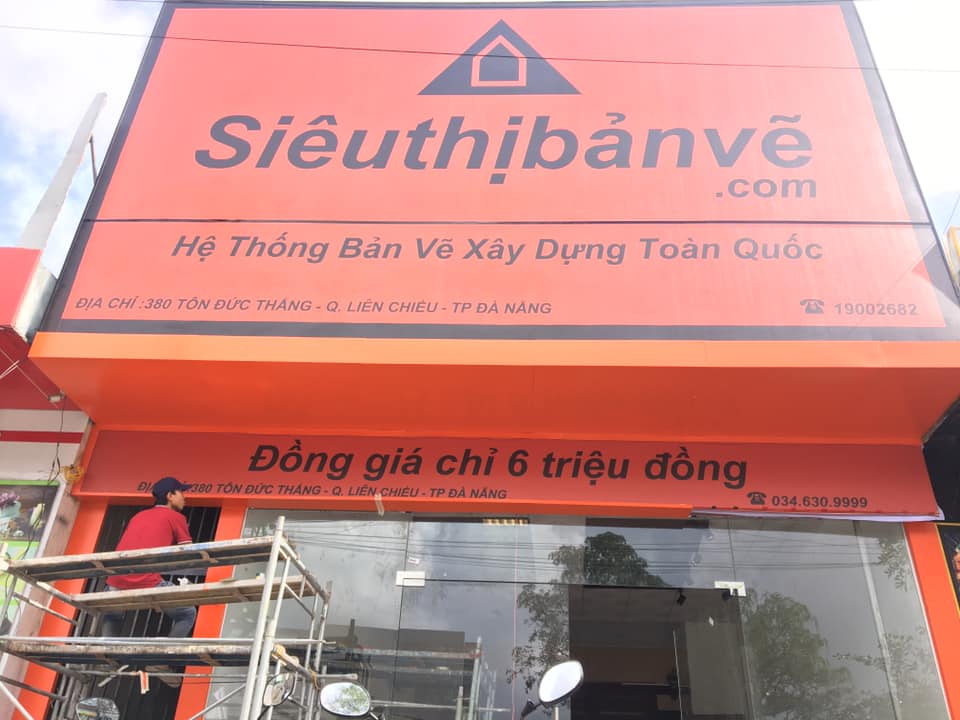 Siêuthịbảnvẽ
.com
Hệ Thống Bản Vẽ Xây Dựng Toàn Quốc
ĐỊA CHỈ :380 TÔN ĐỨC THẮNG - Q. LIÊN CHIỂU - TP ĐÀ NẴNG
19002682
Đồng giá chỉ 6 triệu đồng
380 TÔN ĐỨC THẮNG - Q. LIÊN CHIỂU - TP ĐÀ NẴNG
034.630.9999